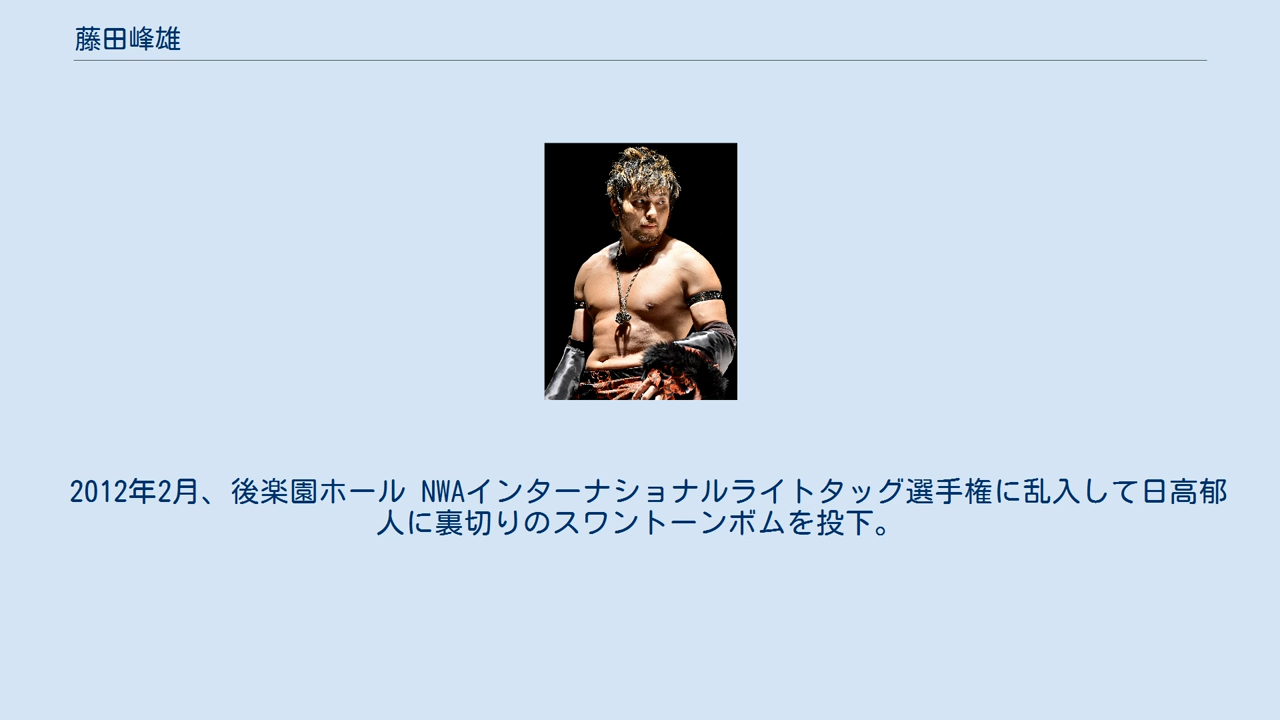 藤田峰雄
2012年2月、後楽園ホール NWAインターナショナルライトタッグ選手権に乱入して日高郁
人に裏切りのスワントーンボムを投下。